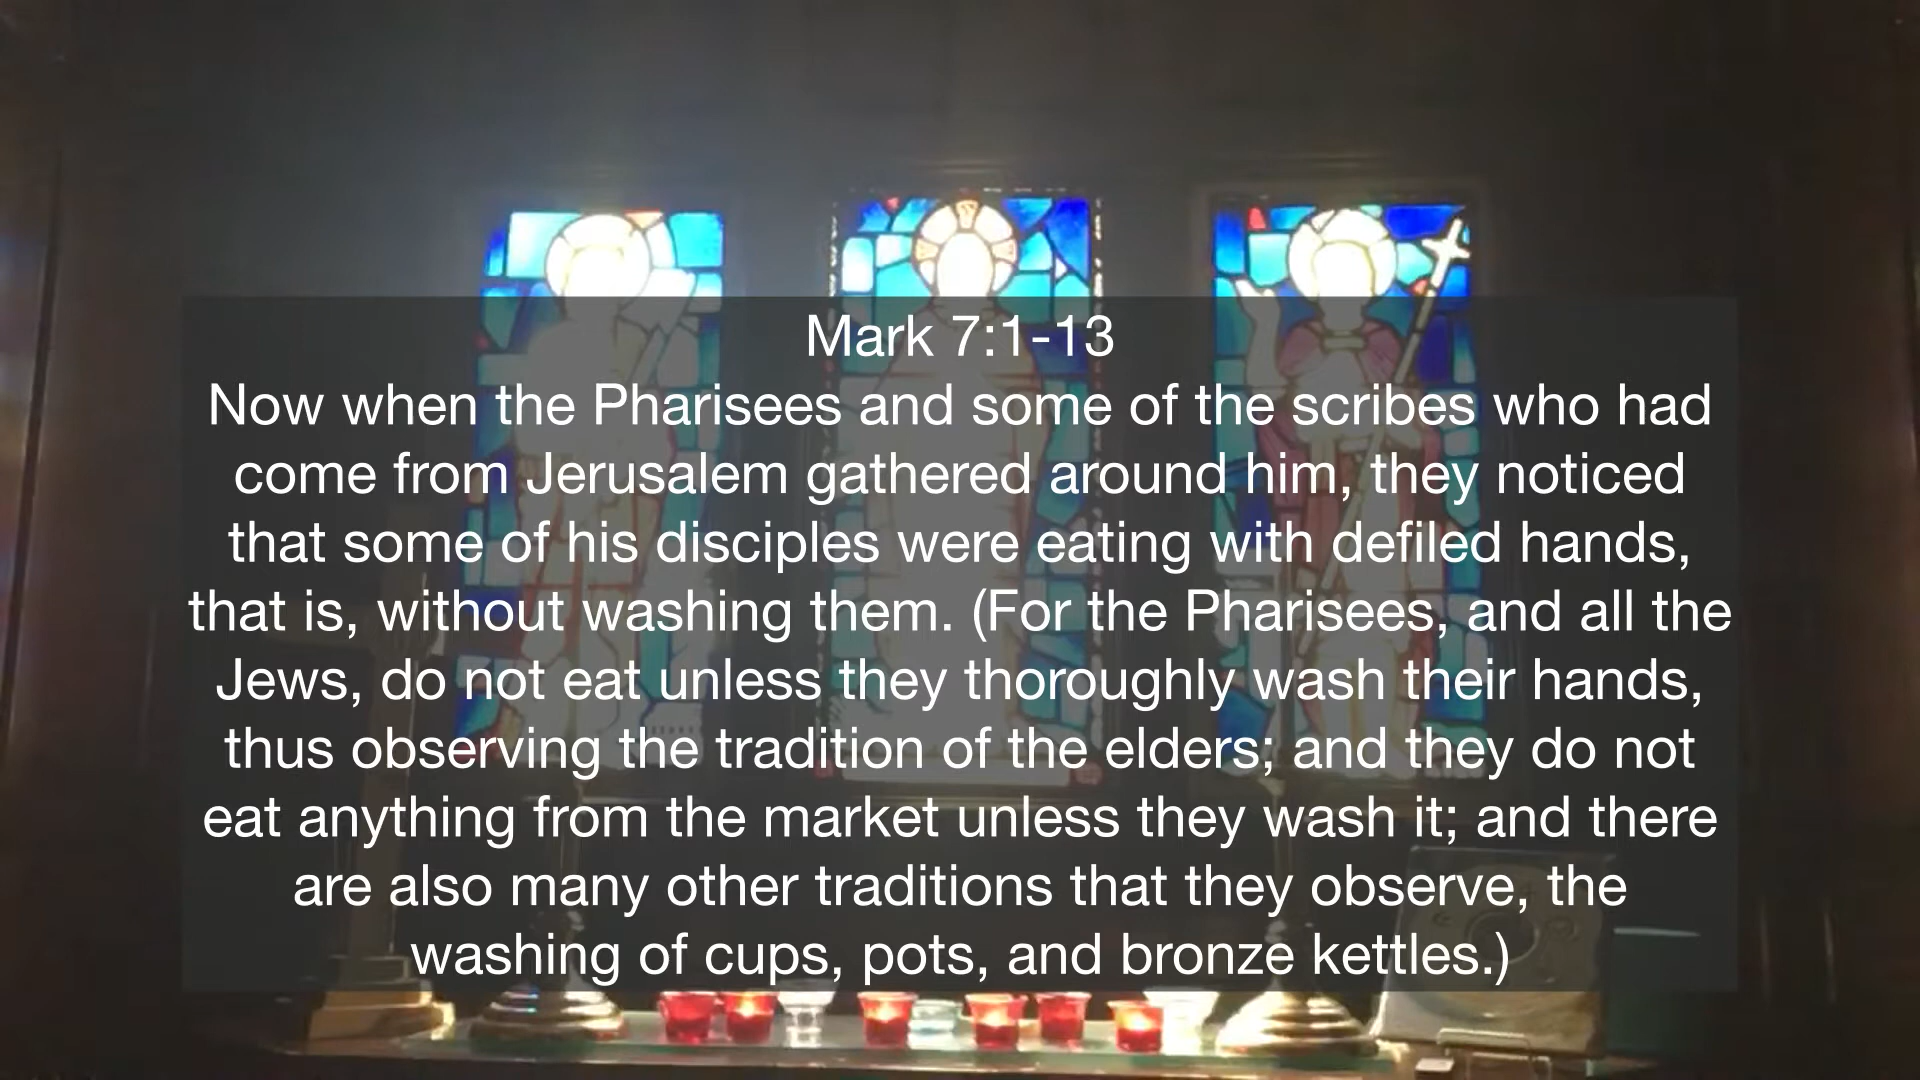 Mark 7:1-13
Now when the Pharisees and some of the scribes who had
come from Jerusalem gathered around him, they noticed
that some of his disciples were eating with defiled hands,
that is, without washing them. (For the Pharisees, and all the
Jews, do not eat unless they thoroughly wash their hands,
thus observing the tradition of the elders; and they do not
eat anything from the market unless they wash it; and there
are also many other traditions that they observe, the
washing of cups, pots, and bronze kettles.)